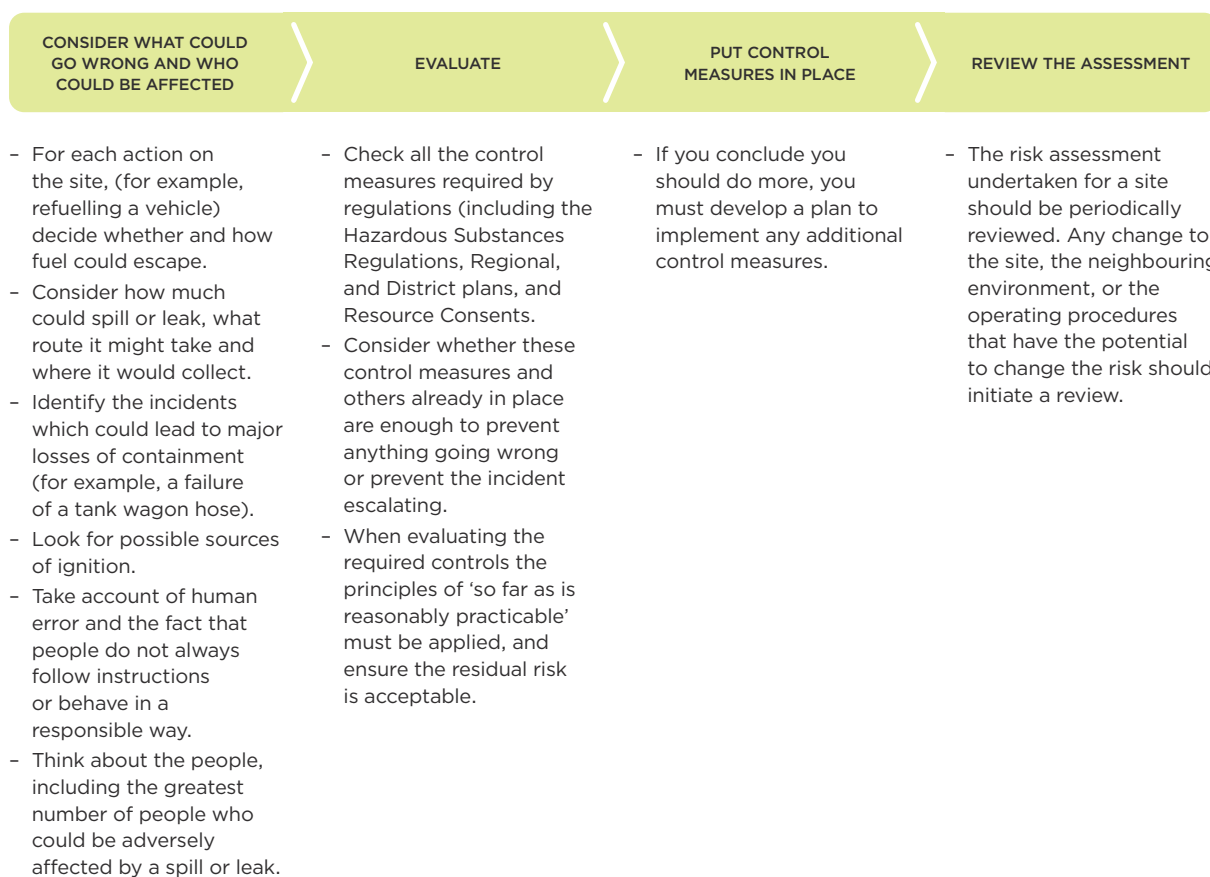 CONSIDER WHAT COULD
GO WRONG AND WHO
COULD BE AFFECTED
EVALUATE
PUT CONTROL
MEASURES IN PLACE
REVIEW THE ASSESSMENT
– For each action on
the site, (for example,
refuelling a vehicle)
decide whether and how
fuel could escape.
– Consider how much
could spill or leak, what
route it might take and
where it would collect.
– Identify the incidents
which could lead to major
losses of containment
(for example, a failure
of a tank wagon hose).
– Look for possible sources
of ignition.
– Take account of human
error and the fact that
people do not always
follow instructions
or behave in a
responsible way.
– Think about the people,
including the greatest
number of people who
could be adversely
affected by a spill or leak.
– Check all the control
measures required by
regulations (including the
Hazardous Substances
Regulations, Regional,
and District plans, and
Resource Consents.
– Consider whether these
control measures and
others already in place
are enough to prevent
anything going wrong
or prevent the incident
escalating.
– When evaluating the
required controls the
principles of ‘so far as is
reasonably practicable’
must be applied, and
ensure the residual risk
is acceptable.
– If you conclude you
should do more, you
must develop a plan to
implement any additional
control measures.
– The risk assessment
undertaken for a site
should be periodically
reviewed. Any change to
the site, the neighbouring
environment, or the
operating procedures
that have the potential
to change the risk should
initiate a review.